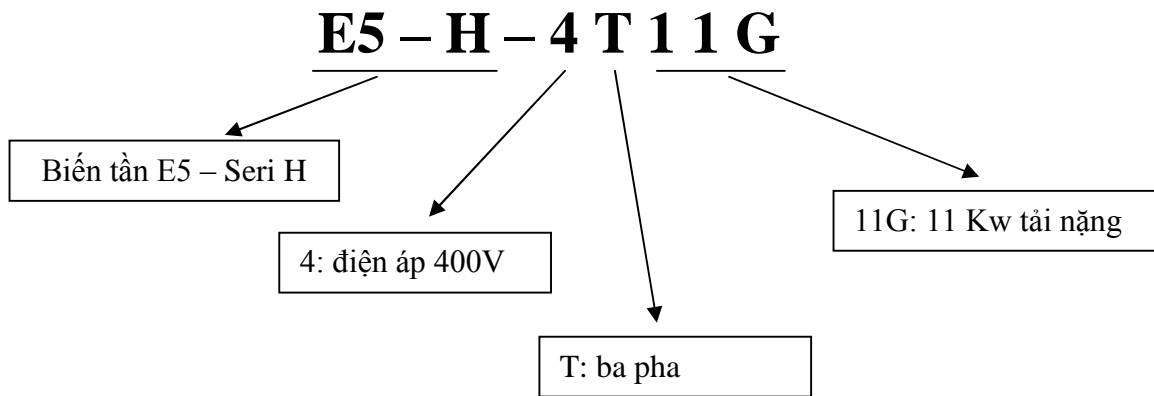 E5 – H – 4 T 1 1 G
Biến tần E5 – Seri H
11G: 11 Kw tải nặng
4: điện áp 400V
T: ba pha